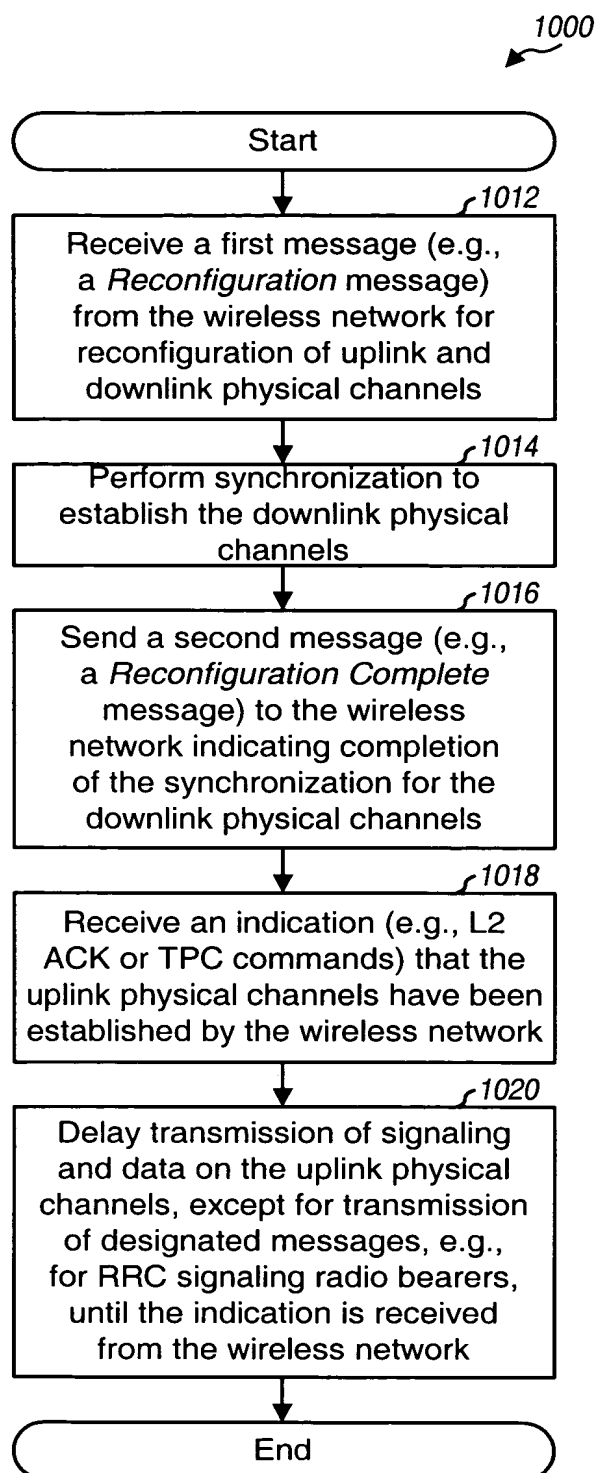 1000
Start
1012
Receive a first message (e.g.,
a Reconfiguration message)
from the wireless network for
reconfiguration of uplink and
downlink physical channels
1014
Perform synchronization to
establish the downlink physical
channels
1016
Send a second message (e.g.,
a Reconfiguration Complete
message) to the wireless
network indicating completion
of the synchronization for the
downlink physical channels
1018
Receive an indication (e.g., L2
ACK or TPC commands) that the
uplink physical channels have been
established by the wireless network
1020
Delay transmission of signaling
and data on the uplink physical
channels, except for transmission
of designated messages, e.g.,
for RRC signaling radio bearers,
until the indication is received
from the wireless network
End